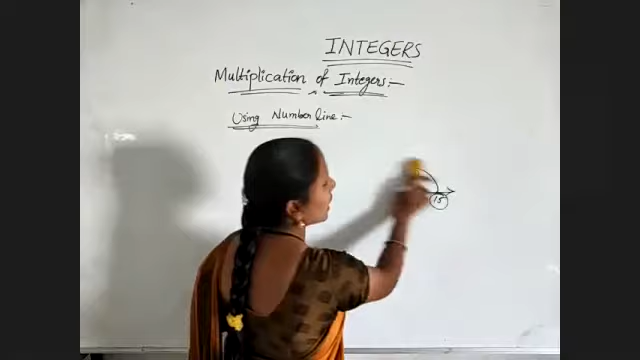 INTEGERS
Multiplication of Integers:-
Using Number line:-
15